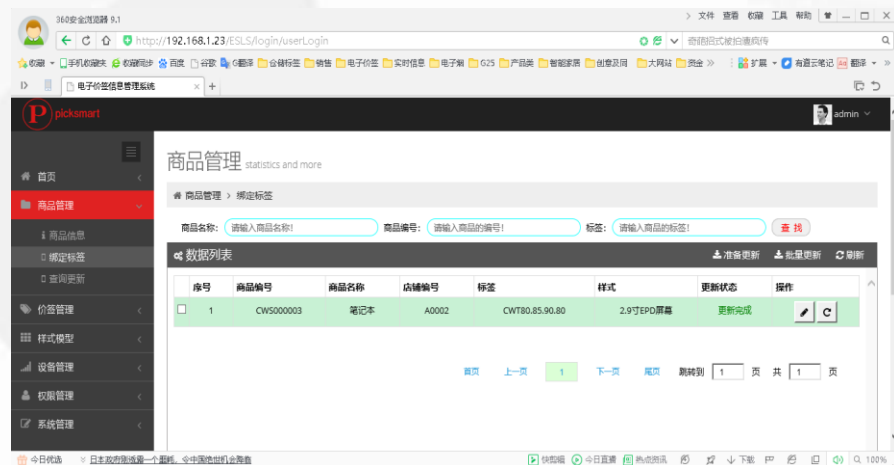 360安全浏览器 9.1
文件 查看 收藏 工具 帮助
http://192.168.1.23/ESLS/login/userLogin
奇葩招式被拍遭疯传
收藏 手机收藏夹 收藏同步 百度 谷歌 G翻译 仓储标签 销售 电子价签 实时信息 电子烟 G25 产品类 智能家居 创意及间 大网站 资金 扩展 有道云笔记 翻译
电子价签信息管理系统
P picksmart admin
商品管理 statistics and more
首页
商品管理 > 绑定标签
商品管理
商品名称: 请输入商品名称! 商品编号: 请输入商品的编号! 标签: 请输入商品的标签! 查 找
商品信息
绑定标签
数据列表 准备更新 批量更新 刷新
查询更新
序号 商品编号 商品名称 店铺编号 标签 样式 更新状态 操作
价签管理
1 CWS000003 笔记本 A0002 CWT80.85.90.80 2.9寸EPD屏幕 更新完成
样式模型
设备管理
首页 上一页 1 下一页 尾页 跳转到 1 页 共 1 页
权限管理
系统管理
今日优选 快剪辑 今日直播 热点资讯 下载 100%